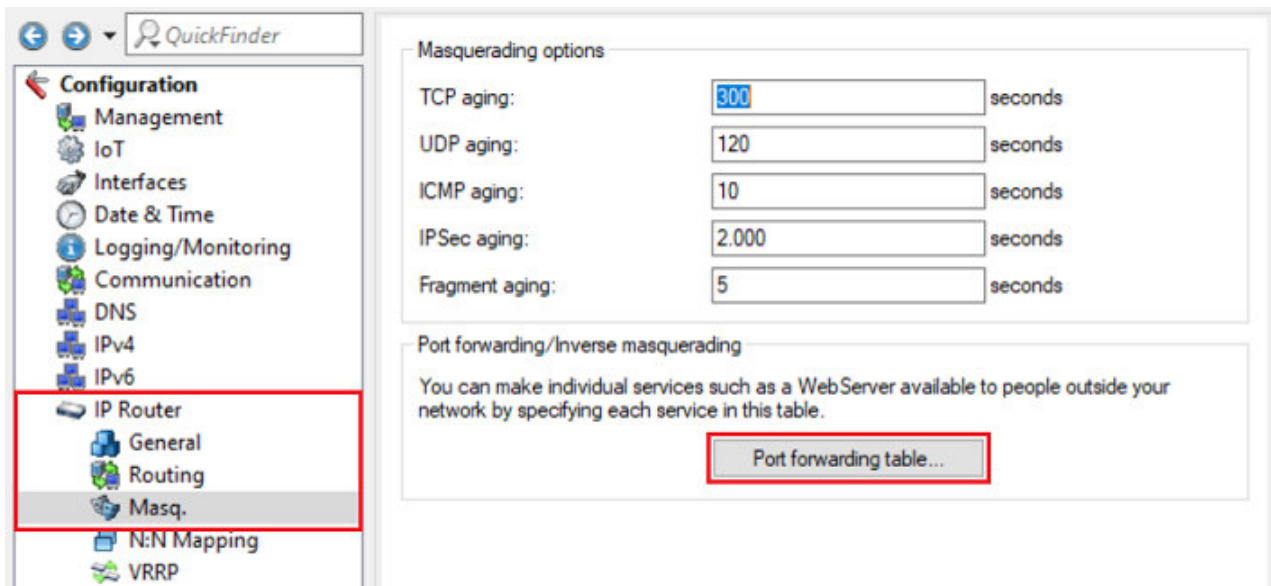 QuickFinder
Configuration
Management
IoT
Interfaces
Date & Time
Logging/Monitoring
Communication
DNS
IPv4
IPv6
IP Router
General
Routing
Masq.
N:N Mapping
VRRP
Masquerading options
TCP aging: 300 seconds
UDP aging: 120 seconds
ICMP aging: 10 seconds
IPSec aging: 2.000 seconds
Fragment aging: 5 seconds
Port forwarding/Inverse masquerading
You can make individual services such as a WebServer available to people outside your
network by specifying each service in this table.
Port forwarding table...